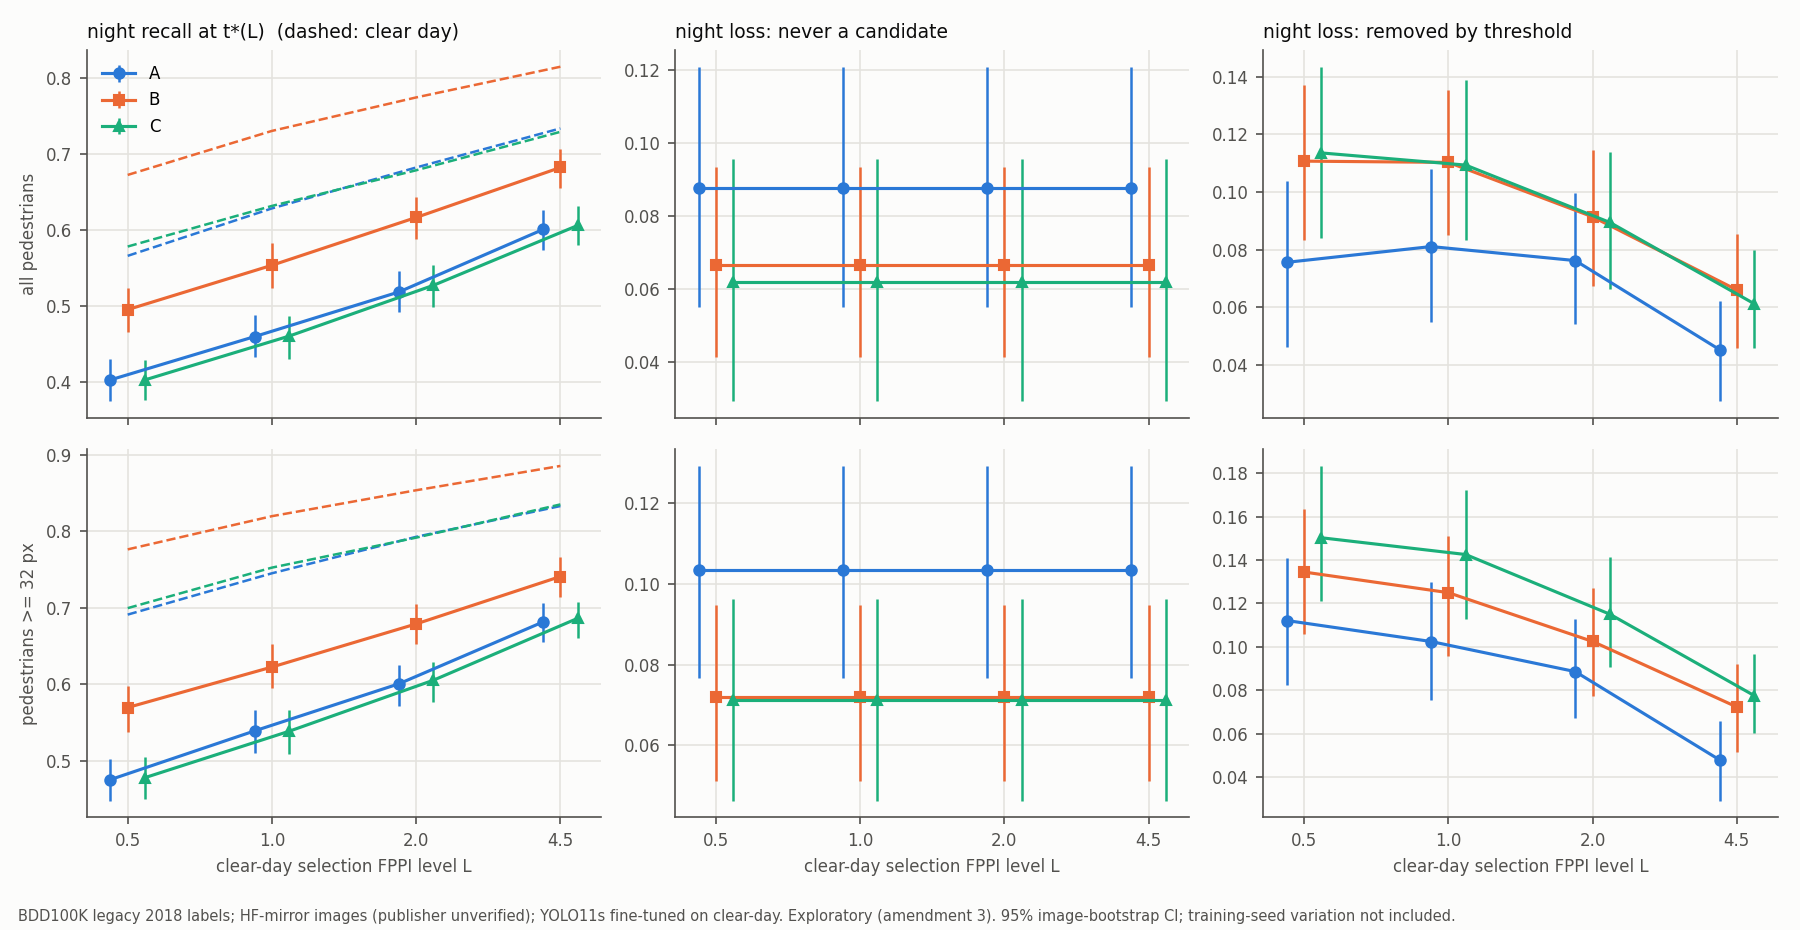 night recall at t*(L)  (dashed: clear day)
night loss: never a candidate
night loss: removed by threshold
A
B
C
all pedestrians
0.8
0.7
0.6
0.5
0.4
0.12
0.10
0.08
0.06
0.04
0.14
0.12
0.10
0.08
0.06
0.04
pedestrians >= 32 px
0.9
0.8
0.7
0.6
0.5
0.12
0.10
0.08
0.06
0.18
0.16
0.14
0.12
0.10
0.08
0.06
0.04
0.5 1.0 2.0 4.5
0.5 1.0 2.0 4.5
0.5 1.0 2.0 4.5
clear-day selection FPPI level L
clear-day selection FPPI level L
clear-day selection FPPI level L
BDD100K legacy 2018 labels; HF-mirror images (publisher unverified); YOLO11s fine-tuned on clear-day. Exploratory (amendment 3). 95% image-bootstrap CI; training-seed variation not included.